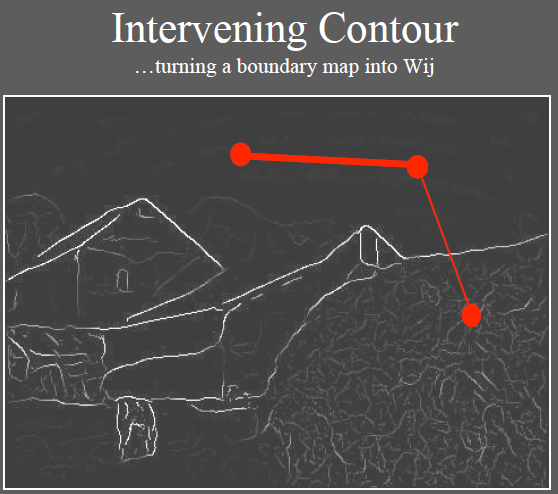 Intervening Contour
…turning a boundary map into Wij